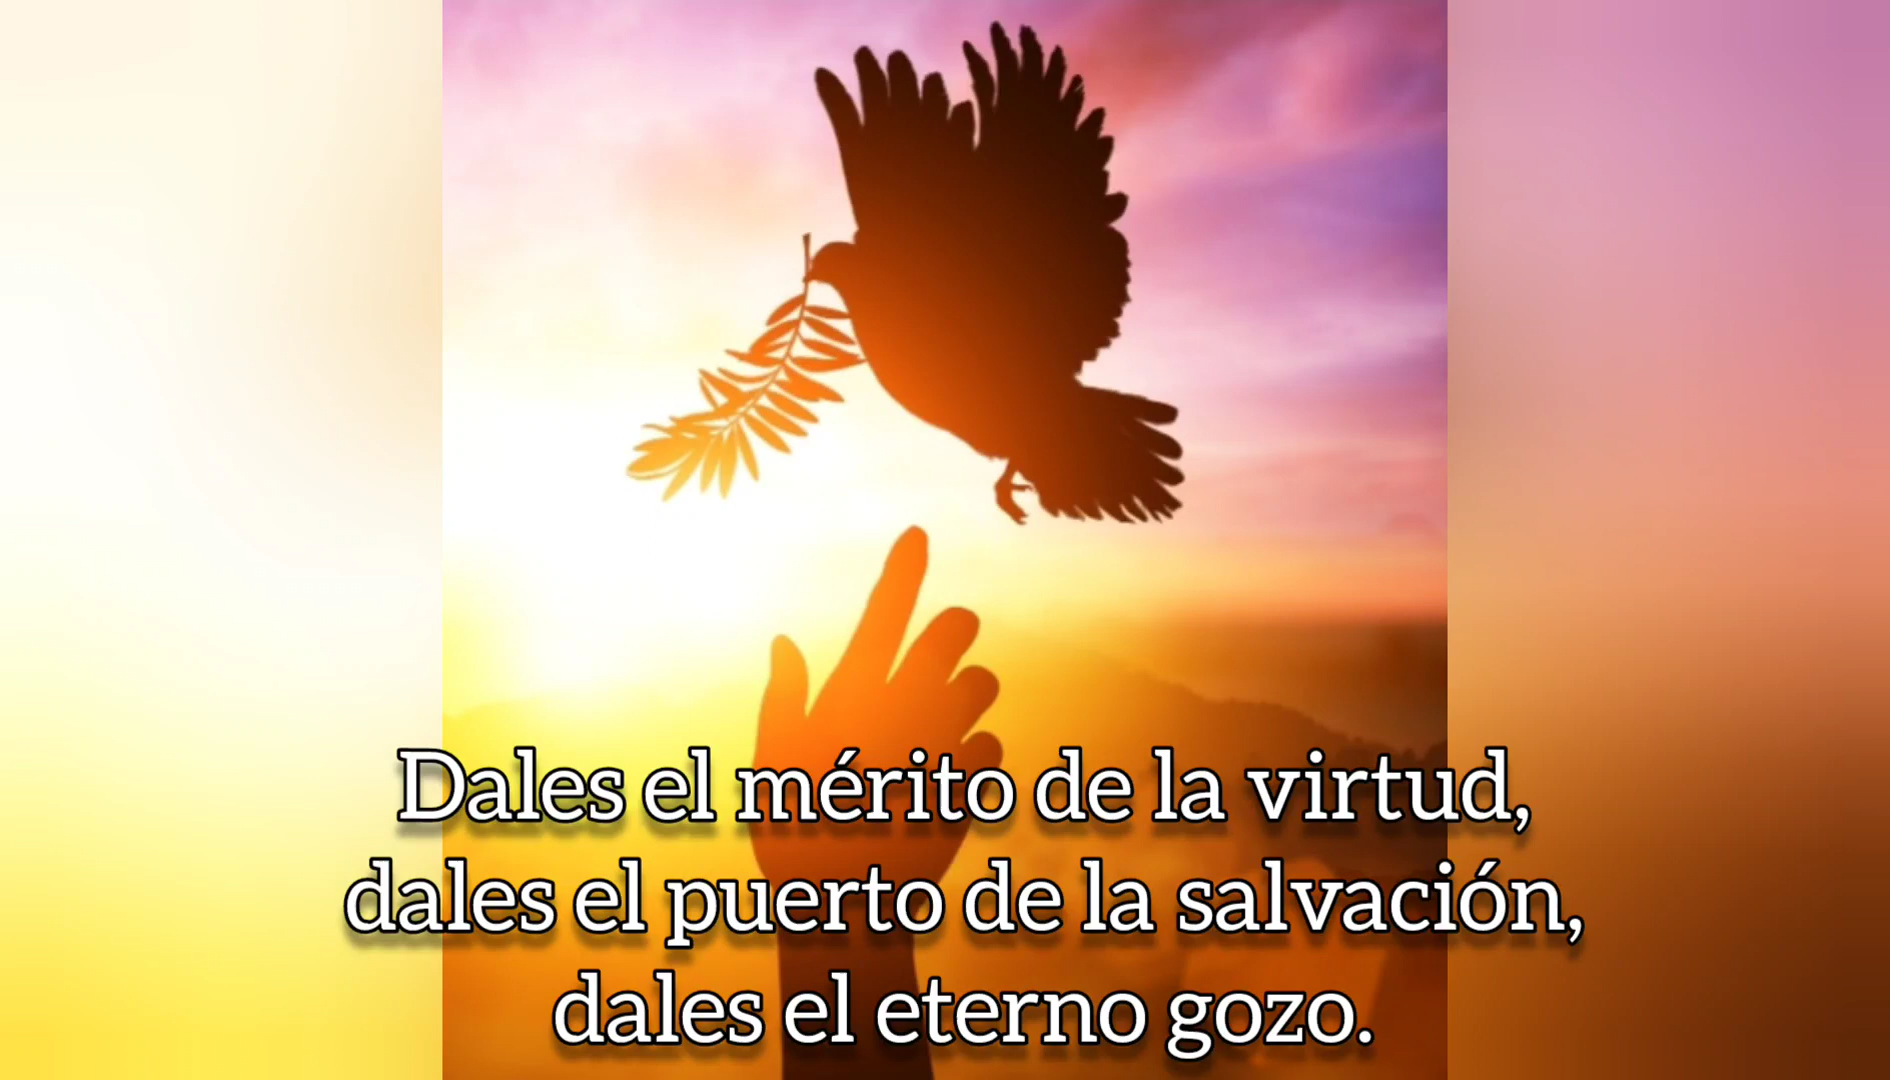 Dales el mérito de la virtud,
dales el puerto de la salvación,
dales el eterno gozo.